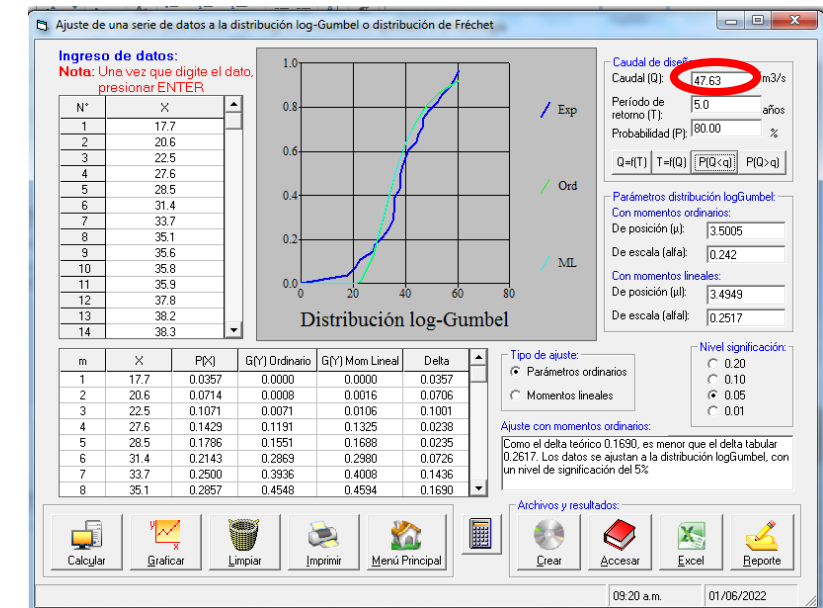 Ajuste de una serie de datos a la distribución log-Gumbel o distribución de Fréchet
Ingreso de datos:
Nota: Una vez que digite el dato,
presionar ENTER
N° X
1 17.7
2 20.6
3 22.5
4 27.6
5 28.5
6 31.4
7 33.7
8 35.1
9 35.6
10 35.8
11 35.9
12 37.8
13 38.2
14 38.3
1.0
0.8
0.6
0.4
0.2
0.0
0 20 40 60 80
Exp
Ord
ML
Distribución log-Gumbel
Caudal (Q): 47.63 m3/s
Período de
retorno (T): 5.0 años
Probabilidad (P): 80.00 %
Q=f(T) T=f(Q) P(Q<q) P(Q>q)
Parámetros distribución logGumbel:
Con momentos ordinarios:
De posición (µ): 3.5005
De escala (alfa): 0.242
Con momentos lineales:
De posición (µl): 3.4949
De escala (alfal): 0.2517
m X P(X) G(Y) Ordinario G(Y) Mom Lineal Delta
1 17.7 0.0357 0.0000 0.0000 0.0357
2 20.6 0.0714 0.0008 0.0016 0.0706
3 22.5 0.1071 0.0071 0.0106 0.1001
4 27.6 0.1429 0.1191 0.1325 0.0238
5 28.5 0.1786 0.1551 0.1688 0.0235
6 31.4 0.2143 0.2869 0.2980 0.0726
7 33.7 0.2500 0.3936 0.4008 0.1436
8 35.1 0.2857 0.4548 0.4594 0.1690
Tipo de ajuste:
Parámetros ordinarios
Momentos lineales
Nivel significación:
0.20
0.10
0.05
0.01
Ajuste con momentos ordinarios:
Como el delta teórico 0.1690, es menor que el delta tabular
0.2617. Los datos se ajustan a la distribución logGumbel, con
un nivel de significación del 5%
Calcular Graficar Limpiar Imprimir Menú Principal
Archivos y resultados:
Crear Accesar Excel Reporte
09:20 a.m. 01/06/2022